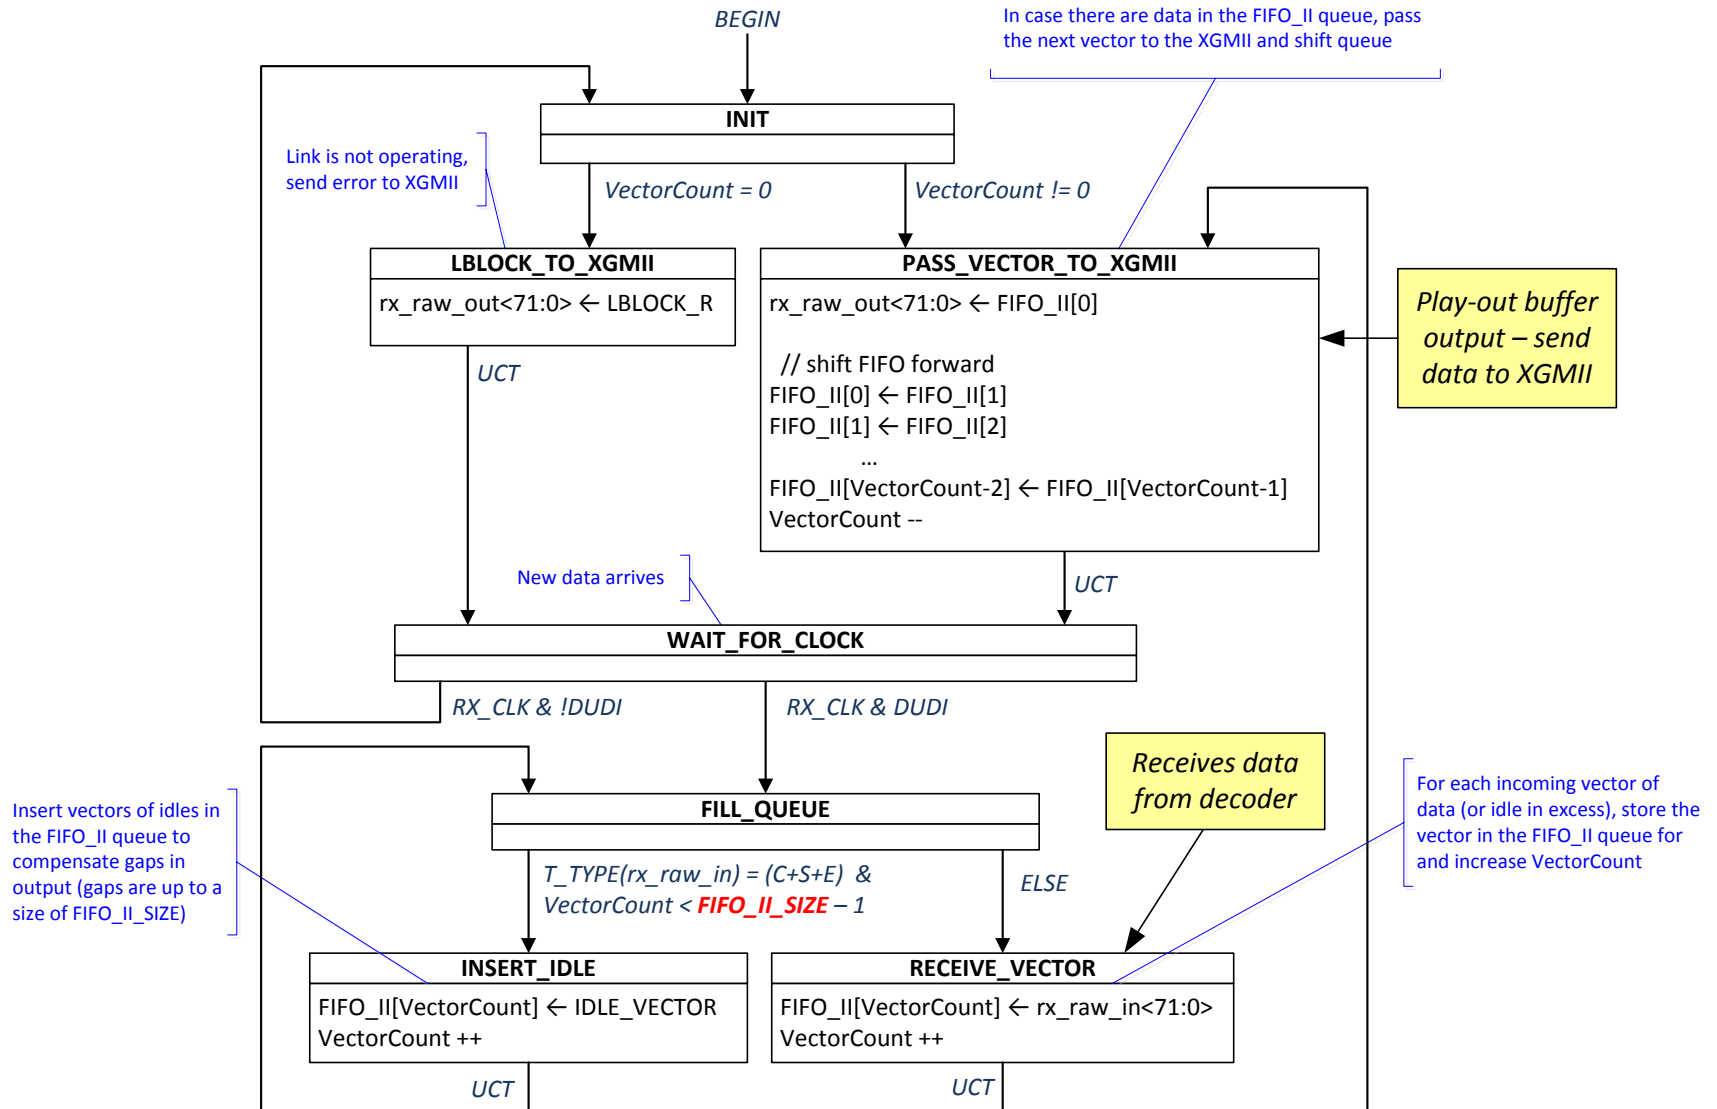 BEGIN
In case there are data in the FIFO_II queue, pass
the next vector to the XGMII and shift queue
INIT
Link is not operating,
send error to XGMII
VectorCount = 0
VectorCount != 0
LBLOCK_TO_XGMII
rx_raw_out<71:0> ← LBLOCK_R
UCT
PASS_VECTOR_TO_XGMII
rx_raw_out<71:0> ← FIFO_II[0]
// shift FIFO forward
FIFO_II[0] ← FIFO_II[1]
FIFO_II[1] ← FIFO_II[2]
...
FIFO_II[VectorCount-2] ← FIFO_II[VectorCount-1]
VectorCount --
Play-out buffer
output – send
data to XGMII
UCT
New data arrives
WAIT_FOR_CLOCK
RX_CLK & !DUDI
RX_CLK & DUDI
Receives data
from decoder
FILL_QUEUE
Insert vectors of idles in
the FIFO_II queue to
compensate gaps in
output (gaps are up to a
size of FIFO_II_SIZE)
For each incoming vector of
data (or idle in excess), store the
vector in the FIFO_II queue for
and increase VectorCount
T_TYPE(rx_raw_in) = (C+S+E) &
VectorCount < FIFO_II_SIZE – 1
ELSE
INSERT_IDLE
FIFO_II[VectorCount] ← IDLE_VECTOR
VectorCount ++
UCT
RECEIVE_VECTOR
FIFO_II[VectorCount] ← rx_raw_in<71:0>
VectorCount ++
UCT